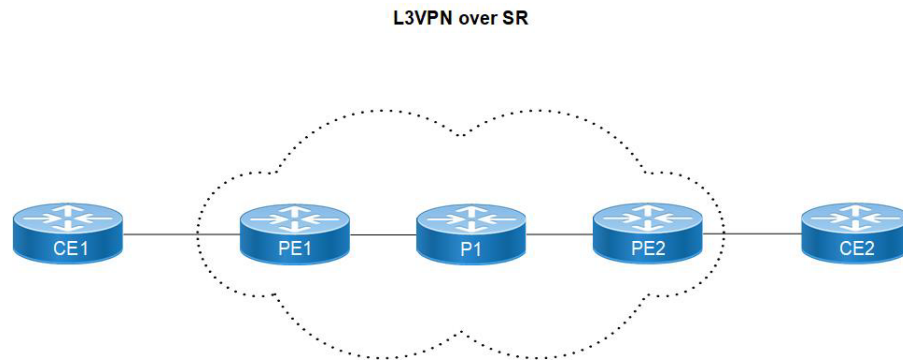 L3VPN over SR
CE1
PE1
P1
PE2
CE2